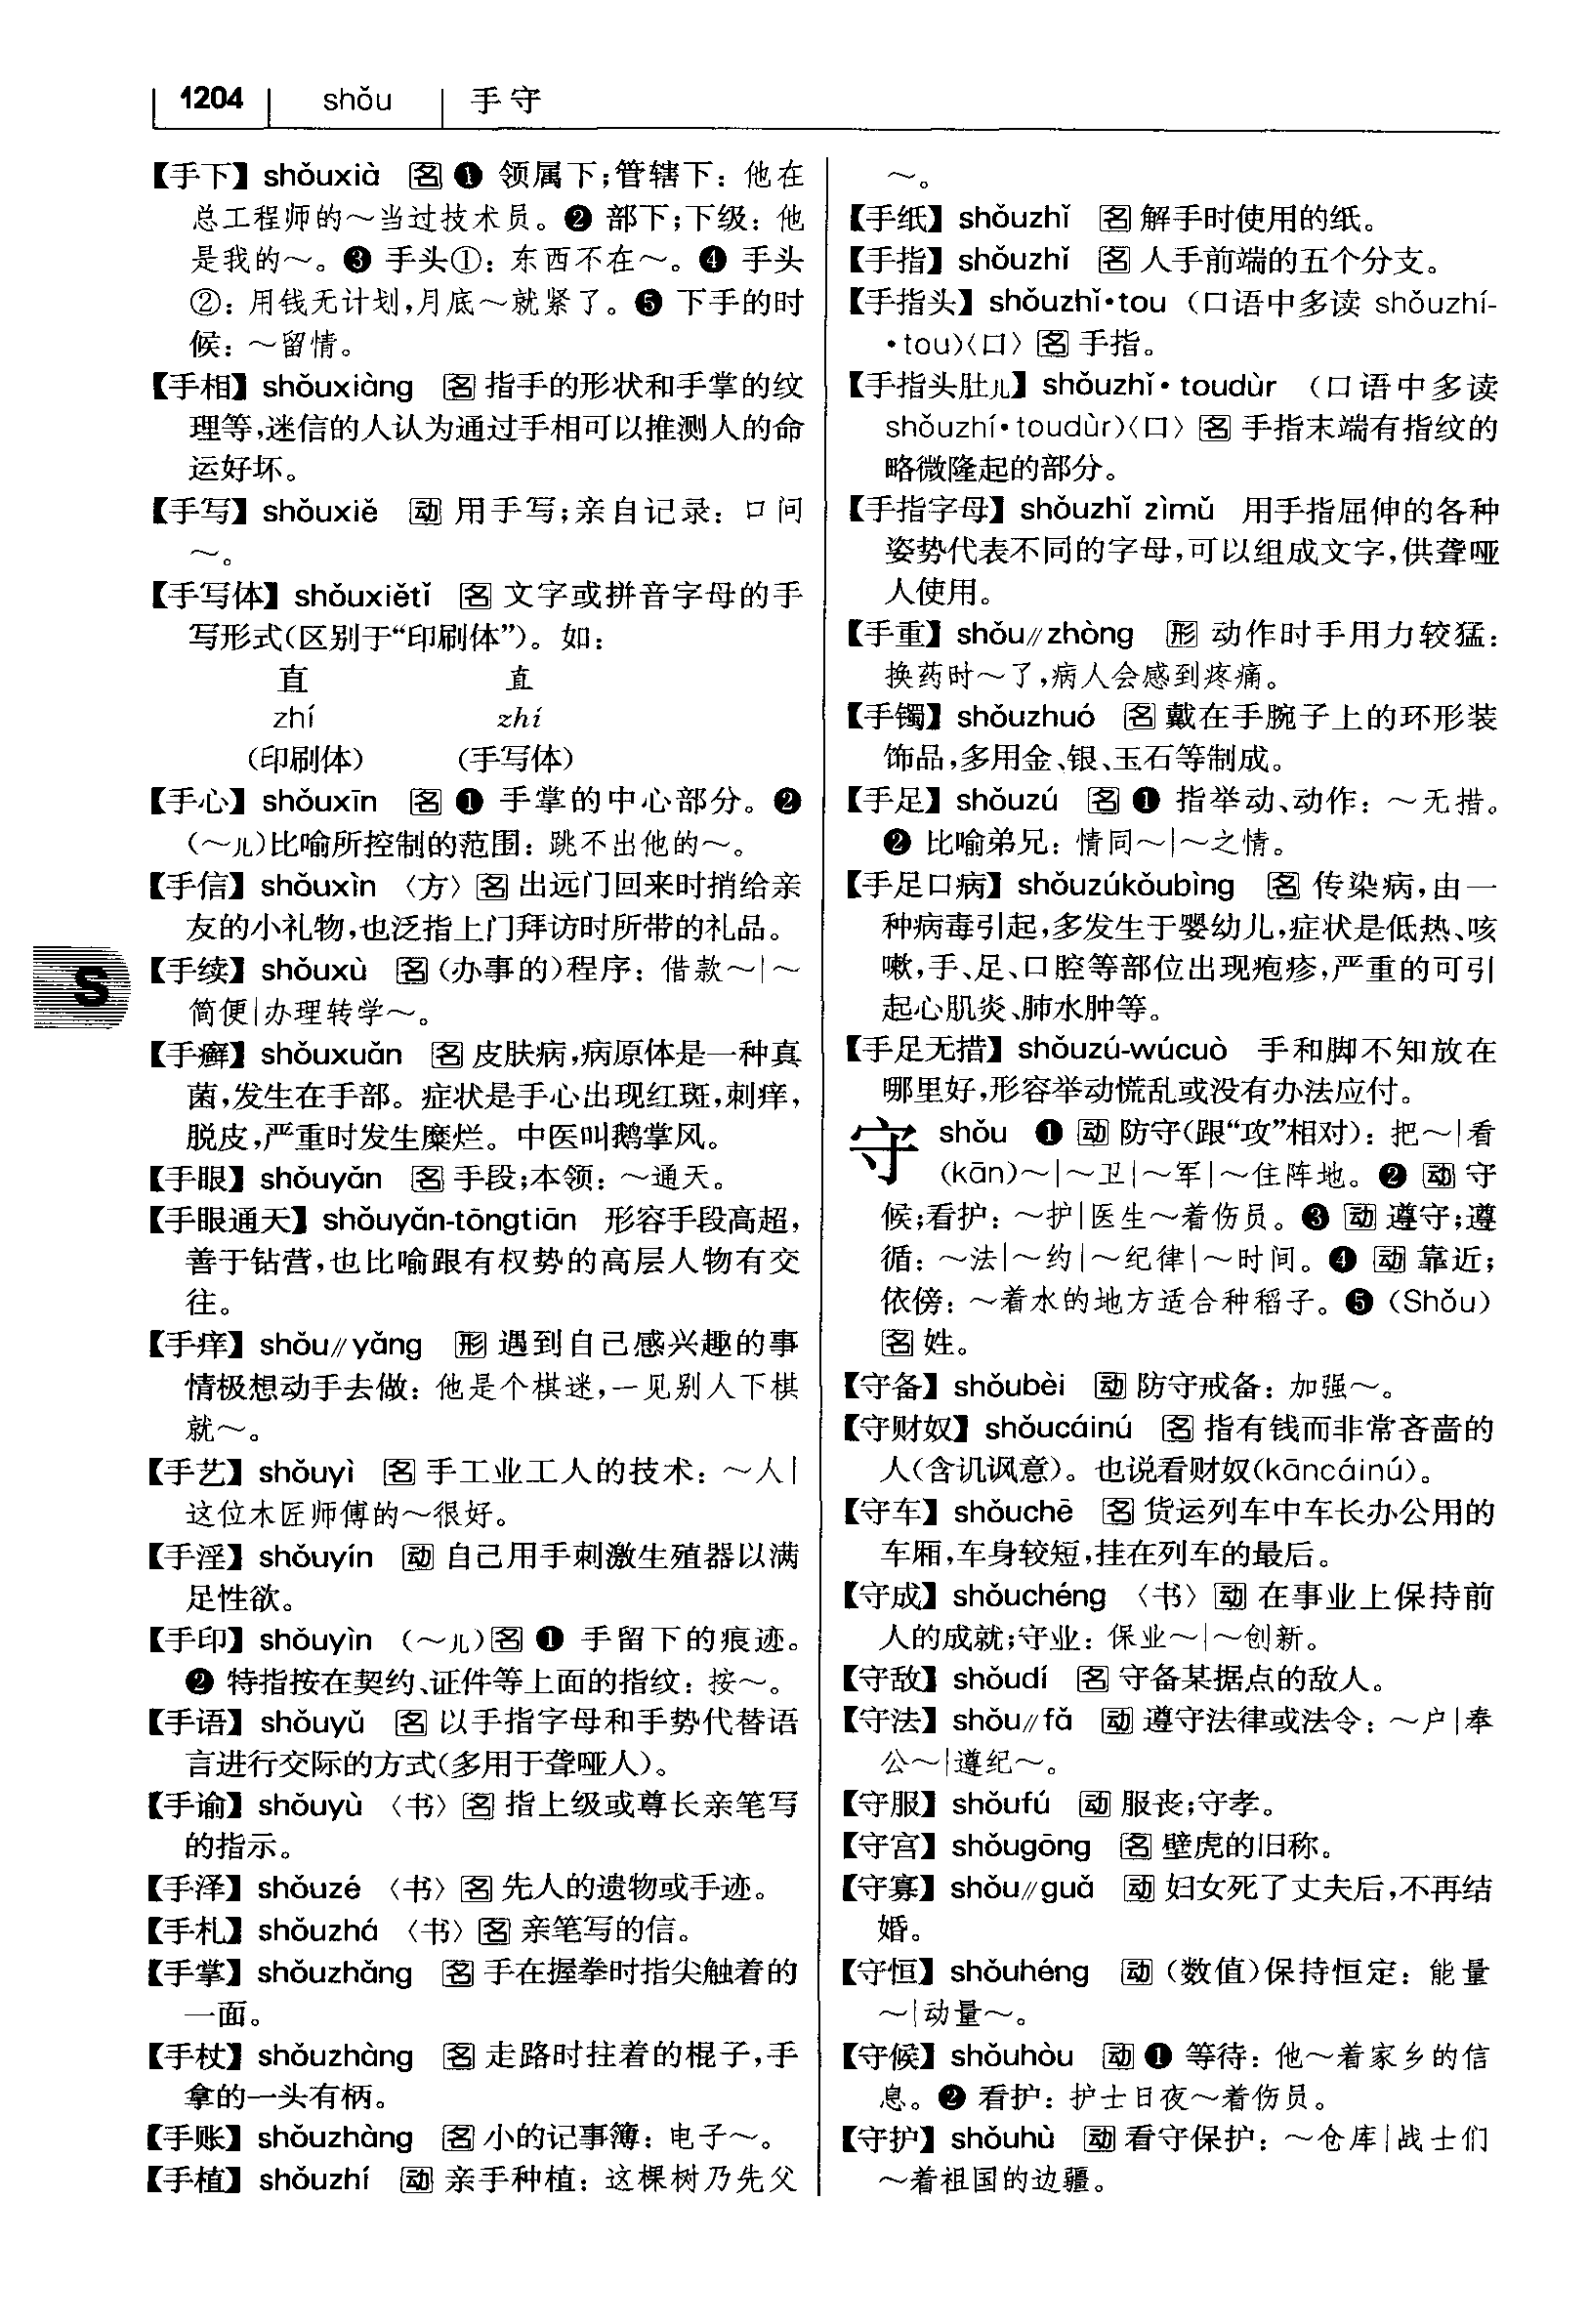 1204 shǒu 手守
【手下】shǒuxià 名 ❶ 领属下；管辖下：他在
总工程师的～当过技术员。❷ 部下；下级：他
是我的～。❸ 手头①：东西不在～。❹ 手头
②：用钱无计划，月底～就紧了。❺ 下手的时
候：～留情。
【手相】shǒuxiàng 名 指手的形状和手掌的纹
理等，迷信的人认为通过手相可以推测人的命
运好坏。
【手写】shǒuxiě 动 用手写；亲自记录：口问
～。
【手写体】shǒuxiětǐ 名 文字或拼音字母的手
写形式（区别于“印刷体”）。如：
直 直
zhí zhí
（印刷体） （手写体）
【手心】shǒuxīn 名 ❶ 手掌的中心部分。❷
（～儿）比喻所控制的范围：跳不出他的～。
【手信】shǒuxìn 〈方〉名 出远门回来时捎给亲
友的小礼物，也泛指上门拜访时所带的礼品。
【手续】shǒuxù 名（办事的）程序：借款～|～
简便|办理转学～。
【手癣】shǒuxuǎn 名 皮肤病，病原体是一种真
菌，发生在手部。症状是手心出现红斑，刺痒，
脱皮，严重时发生糜烂。中医叫鹅掌风。
【手眼】shǒuyǎn 名 手段；本领：～通天。
【手眼通天】shǒuyǎn-tōngtiān 形容手段高超，
善于钻营，也比喻跟有权势的高层人物有交
往。
【手痒】shǒu∥yǎng 形 遇到自己感兴趣的事
情极想动手去做：他是个棋迷，一见别人下棋
就～。
【手艺】shǒuyì 名 手工业工人的技术：～人|
这位木匠师傅的～很好。
【手淫】shǒuyín 动 自己用手刺激生殖器以满
足性欲。
【手印】shǒuyìn （～儿）名 ❶ 手留下的痕迹。
❷ 特指按在契约、证件等上面的指纹：按～。
【手语】shǒuyǔ 名 以手指字母和手势代替语
言进行交际的方式（多用于聋哑人）。
【手谕】shǒuyù 〈书〉名 指上级或尊长亲笔写
的指示。
【手泽】shǒuzé 〈书〉名 先人的遗物或手迹。
【手札】shǒuzhá 〈书〉名 亲笔写的信。
【手掌】shǒuzhǎng 名 手在握拳时指尖触着的
一面。
【手杖】shǒuzhàng 名 走路时拄着的棍子，手
拿的一头有柄。
【手账】shǒuzhàng 名 小的记事簿：电子～。
【手植】shǒuzhí 动 亲手种植：这棵树乃先父
～。
【手纸】shǒuzhǐ 名 解手时使用的纸。
【手指】shǒuzhǐ 名 人手前端的五个分支。
【手指头】shǒuzhǐ•tou （口语中多读 shǒuzhí-
•tou）〈口〉名 手指。
【手指头肚儿】shǒuzhǐ•toudùr （口语中多读
shǒuzhí•toudùr）〈口〉名 手指末端有指纹的
略微隆起的部分。
【手指字母】shǒuzhǐ zìmǔ 用手指屈伸的各种
姿势代表不同的字母，可以组成文字，供聋哑
人使用。
【手重】shǒu∥zhòng 形 动作时手用力较猛：
换药时～了，病人会感到疼痛。
【手镯】shǒuzhuó 名 戴在手腕子上的环形装
饰品，多用金、银、玉石等制成。
【手足】shǒuzú 名 ❶ 指举动、动作：～无措。
❷ 比喻弟兄：情同～|～之情。
【手足口病】shǒuzúkǒubìng 名 传染病，由一
种病毒引起，多发生于婴幼儿，症状是低热、咳
嗽，手、足、口腔等部位出现疱疹，严重的可引
起心肌炎、肺水肿等。
【手足无措】shǒuzú-wúcuò 手和脚不知放在
哪里好，形容举动慌乱或没有办法应付。
守 shǒu ❶ 动 防守（跟“攻”相对）：把～|看
（kān）～|～卫|～军|～住阵地。❷ 动 守
候；看护：～护|医生～着伤员。❸ 动 遵守；遵
循：～法|～约|～纪律|～时间。❹ 动 靠近；
依傍：～着水的地方适合种稻子。❺（Shǒu）
名 姓。
【守备】shǒubèi 动 防守戒备：加强～。
【守财奴】shǒucáinú 名 指有钱而非常吝啬的
人（含讥讽意）。也说看财奴（kāncáinú）。
【守车】shǒuchē 名 货运列车中车长办公用的
车厢，车身较短，挂在列车的最后。
【守成】shǒuchéng 〈书〉动 在事业上保持前
人的成就；守业：保业～|～创新。
【守敌】shǒudí 名 守备某据点的敌人。
【守法】shǒu∥fǎ 动 遵守法律或法令：～户|奉
公～|遵纪～。
【守服】shǒufú 动 服丧；守孝。
【守宫】shǒugōng 名 壁虎的旧称。
【守寡】shǒu∥guǎ 动 妇女死了丈夫后，不再结
婚。
【守恒】shǒuhéng 动（数值）保持恒定：能量
～|动量～。
【守候】shǒuhòu 动 ❶ 等待：他～着家乡的信
息。❷ 看护：护士日夜～着伤员。
【守护】shǒuhù 动 看守保护：～仓库|战士们
～着祖国的边疆。
S